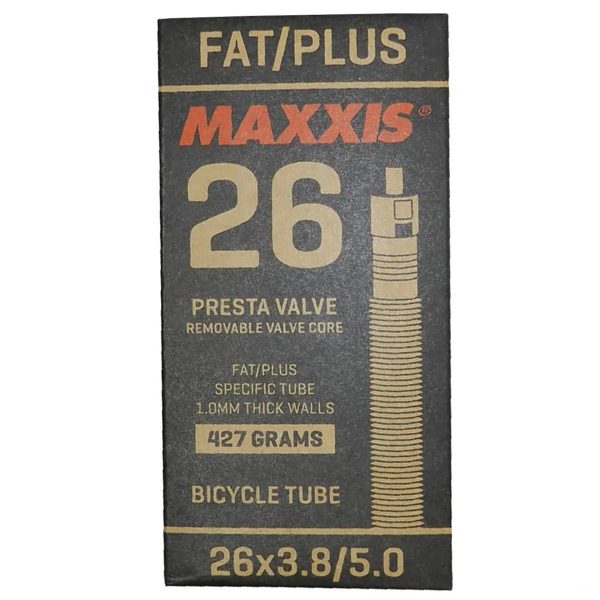 FAT/PLUS
MAXXIS®
26
PRESTA VALVE
REMOVABLE VALVE CORE
FAT/PLUS
SPECIFIC TUBE
1.0MM THICK WALLS
427 GRAMS
BICYCLE TUBE
26x3.8/5.0